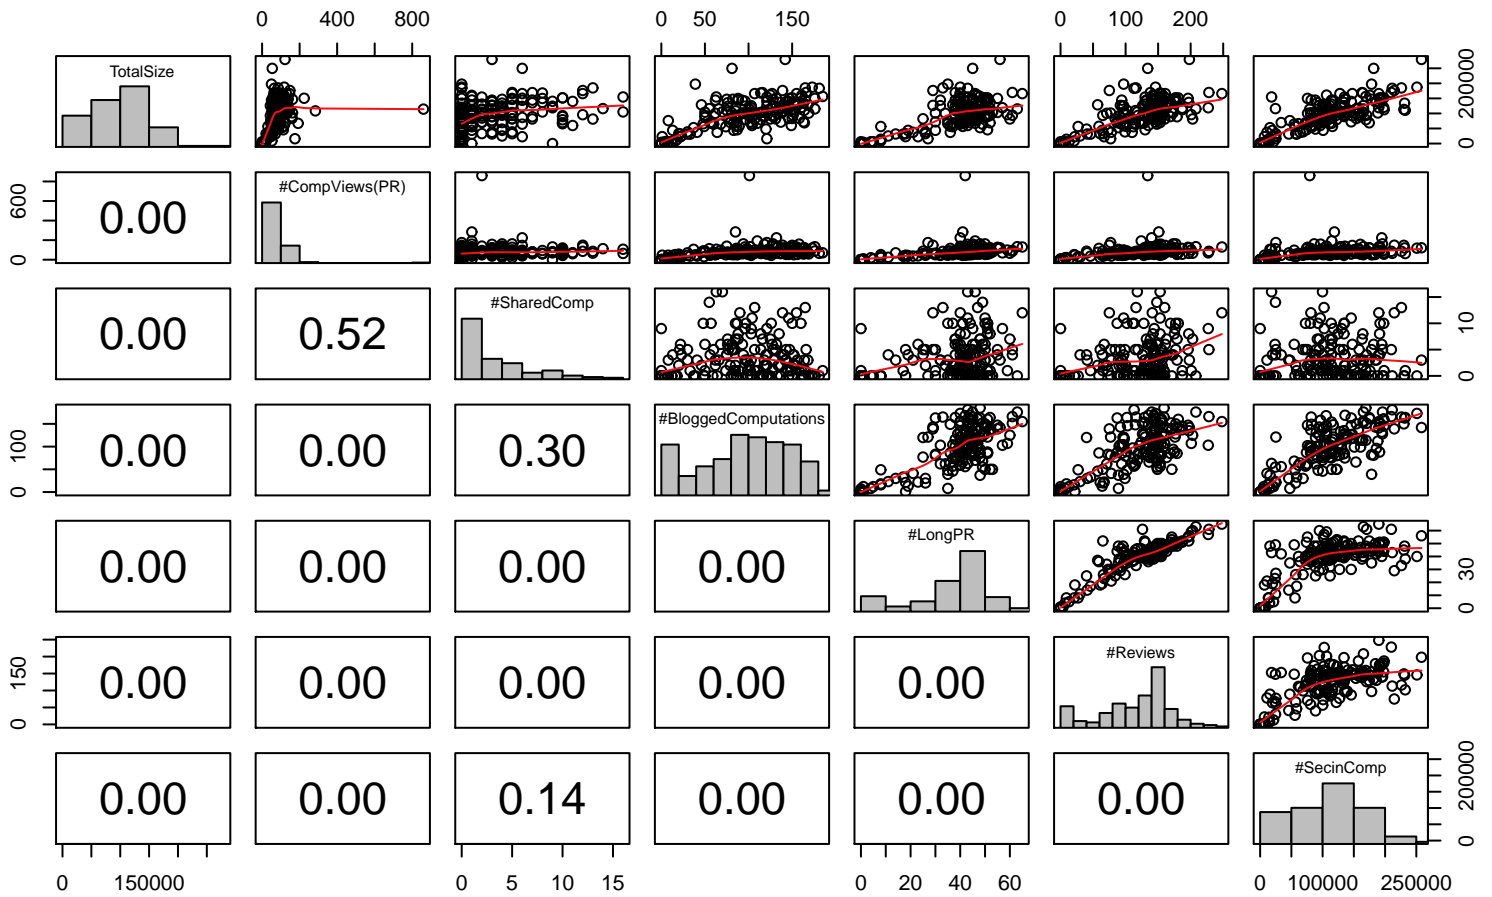 0 400 800 0 50 150 0 100 200
TotalSize
0 200000
0 600
0.00
#CompViews(PR)
0.00 0.52
#SharedComp
0 10
0 100
0.00 0.00 0.30
#BloggedComputations
0.00 0.00 0.00 0.00
#LongPR
0 30
0 150
0.00 0.00 0.00 0.00 0.00
#Reviews
0.00 0.00 0.14 0.00 0.00 0.00
#SecinComp
0 200000
0 150000 0 5 10 15 0 20 40 60 0 100000 250000